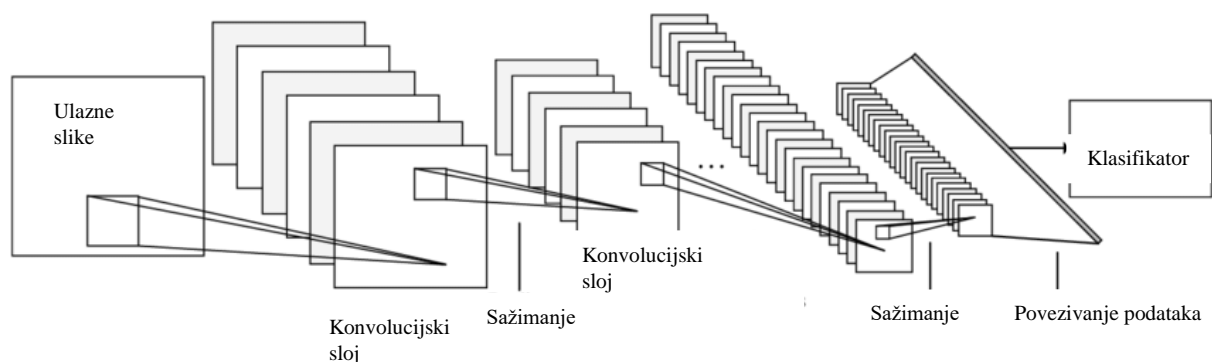 Ulazne
slike
Konvolucijski
sloj
Sažimanje
Konvolucijski
sloj
...
Sažimanje
Povezivanje podataka
Klasifikator